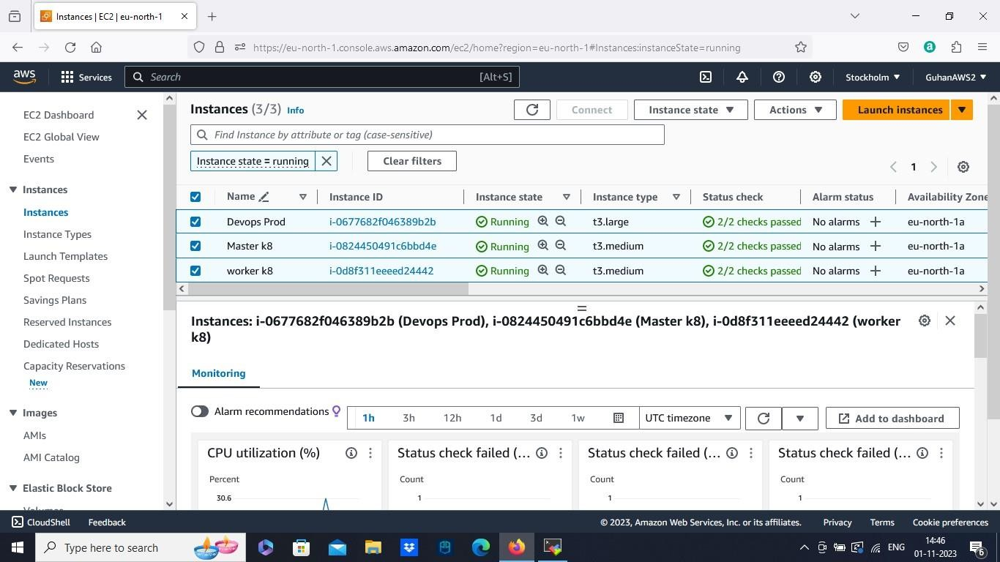 Instances | EC2 | eu-north-1
https://eu-north-1.console.aws.amazon.com/ec2/home?region=eu-north-1#Instances:instanceState=running
aws
Services
Search [Alt+S]
Stockholm
GuhanAWS2
EC2 Dashboard
EC2 Global View
Events
Instances
Instances
Instance Types
Launch Templates
Spot Requests
Savings Plans
Reserved Instances
Dedicated Hosts
Capacity Reservations
New
Images
AMIs
AMI Catalog
Elastic Block Store
Volumes
Instances (3/3) Info
Connect
Instance state
Actions
Launch instances
Find Instance by attribute or tag (case-sensitive)
Instance state = running
Clear filters
1
Name Instance ID Instance state Instance type Status check Alarm status Availability Zone
Devops Prod i-0677682f046389b2b Running t3.large 2/2 checks passed No alarms eu-north-1a
Master k8 i-0824450491c6bbd4e Running t3.medium 2/2 checks passed No alarms eu-north-1a
worker k8 i-0d8f311eeeed24442 Running t3.medium 2/2 checks passed No alarms eu-north-1a
Instances: i-0677682f046389b2b (Devops Prod), i-0824450491c6bbd4e (Master k8), i-0d8f311eeeed24442 (worker
k8)
Monitoring
Alarm recommendations
1h 3h 12h 1d 3d 1w
UTC timezone
Add to dashboard
CPU utilization (%)
Percent
30.6
Status check failed (...
Count
1
Status check failed (...
Count
1
Status check failed (...
Count
1
CloudShell
Feedback
© 2023, Amazon Web Services, Inc. or its affiliates.
Privacy
Terms
Cookie preferences
Type here to search
ENG
14:46
01-11-2023
6